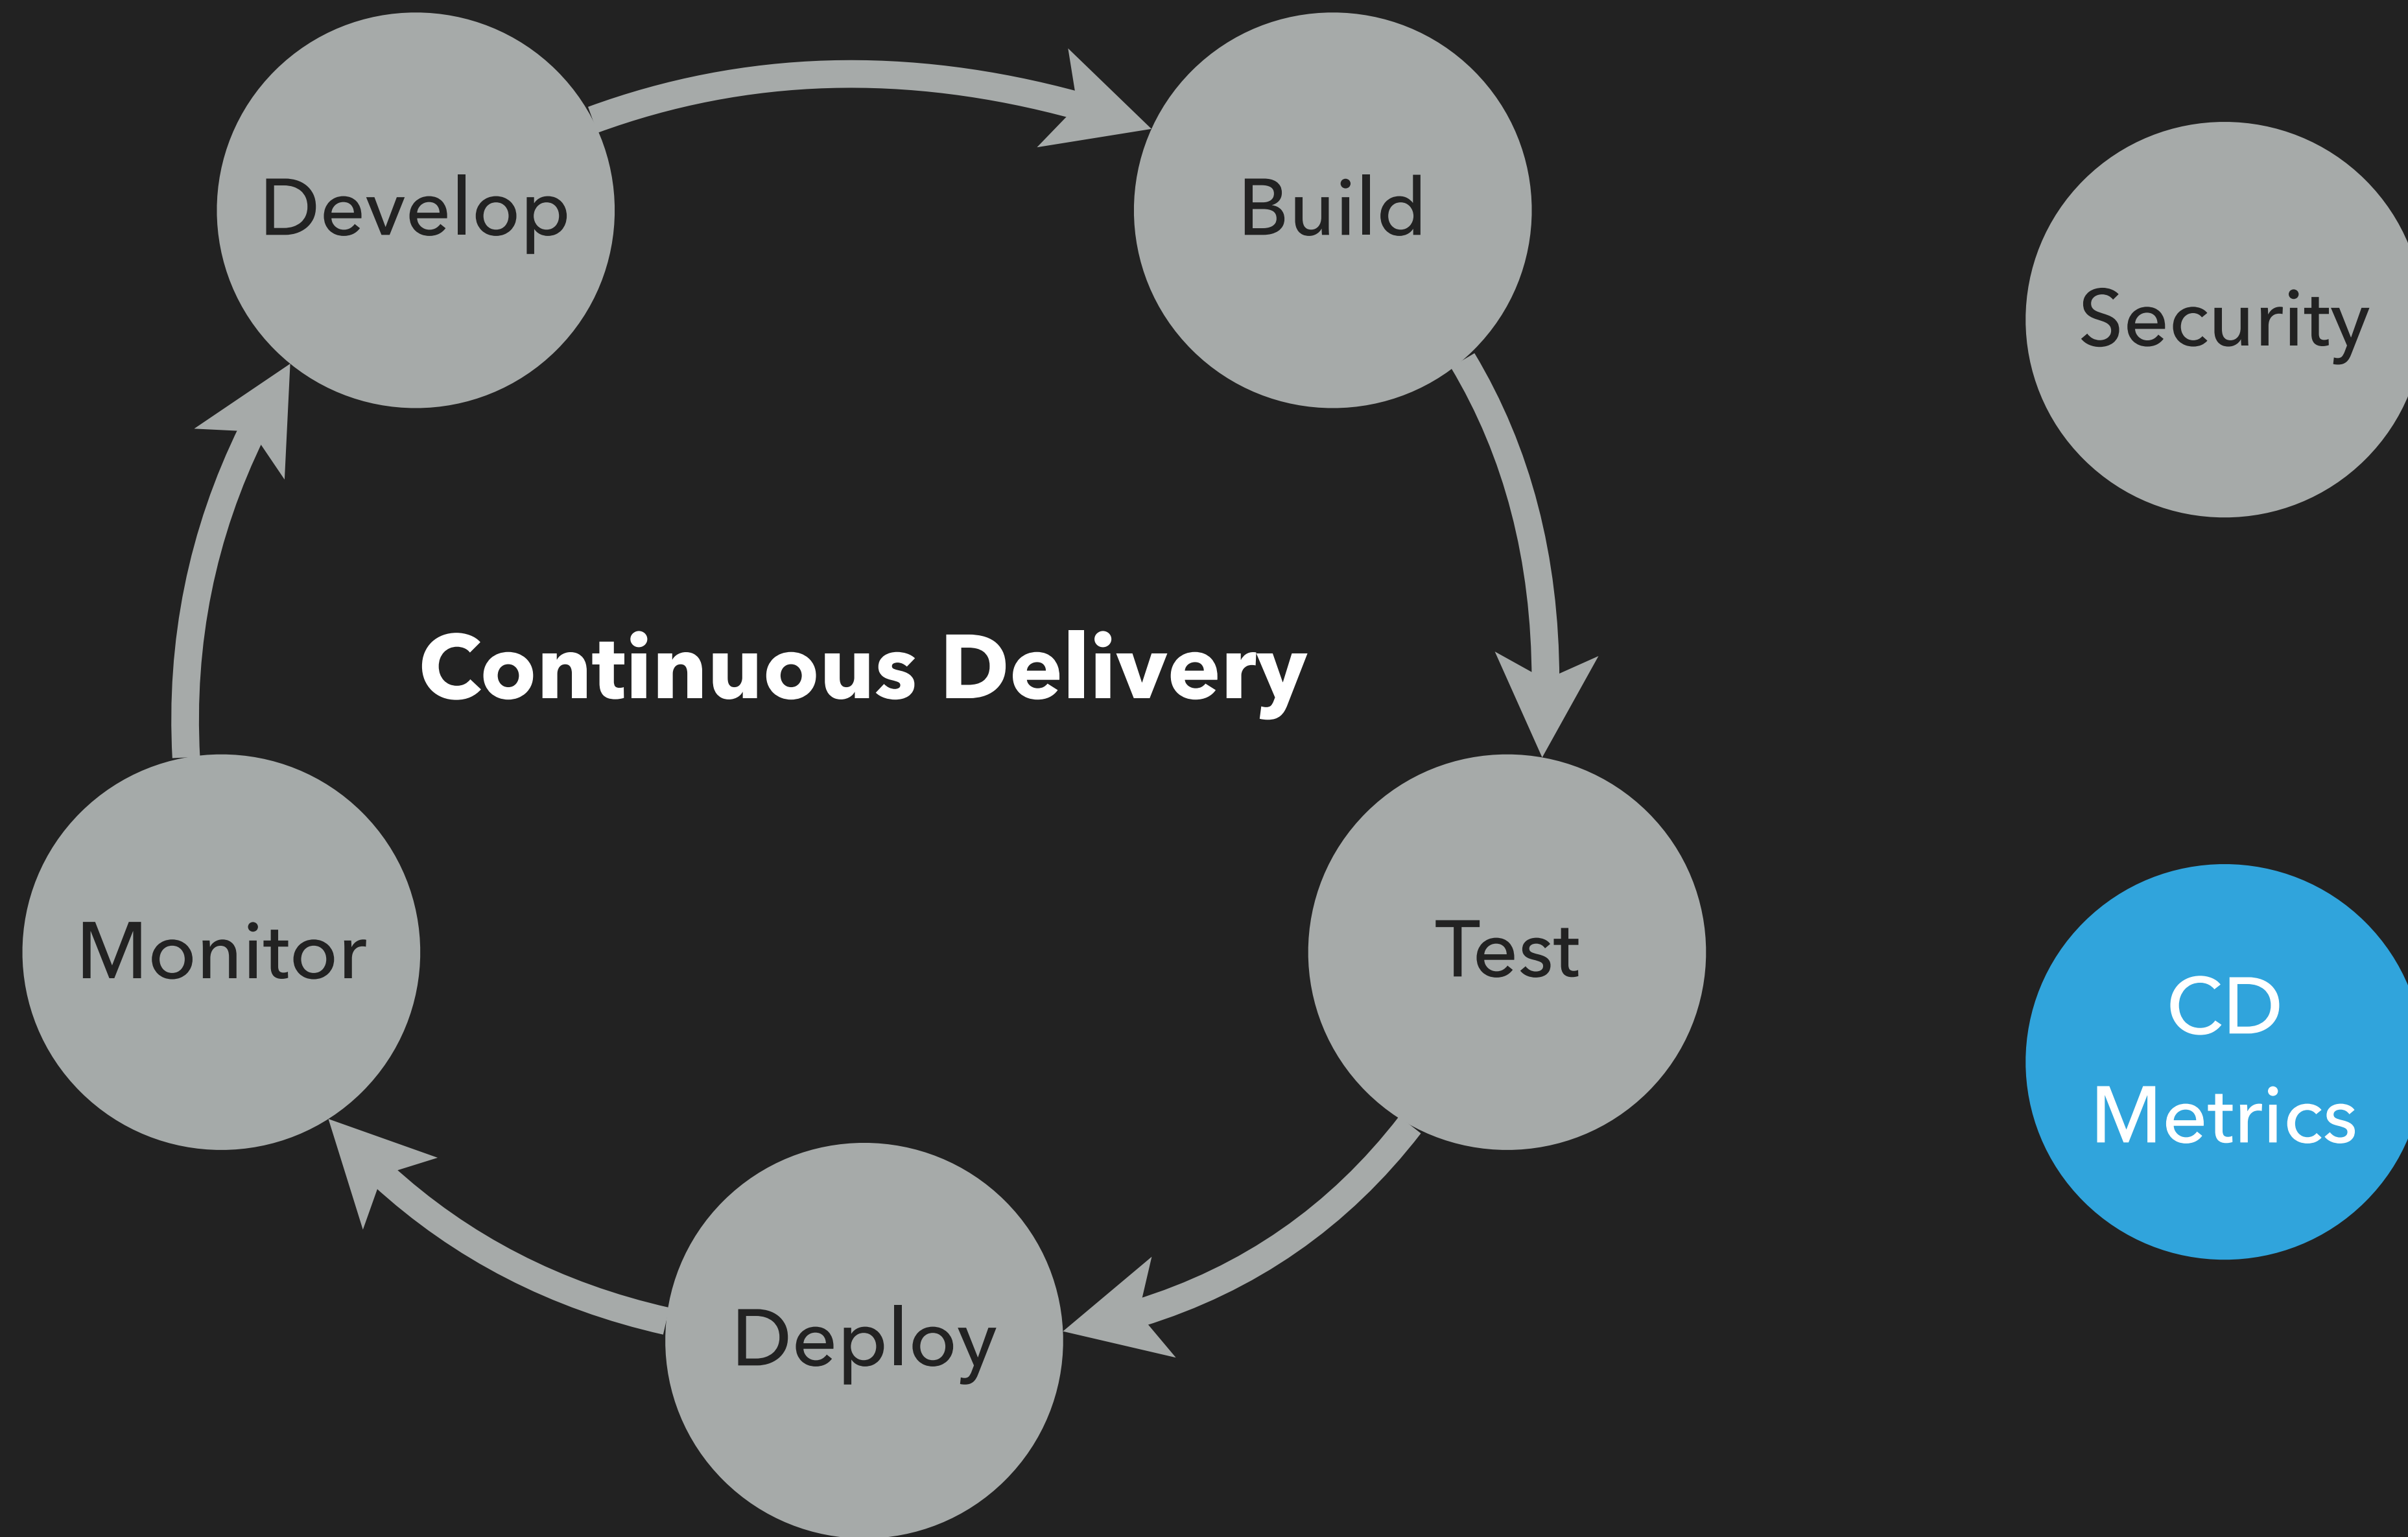 Develop
Build
Security
Continuous Delivery
Monitor
Test
CD
Metrics
Deploy